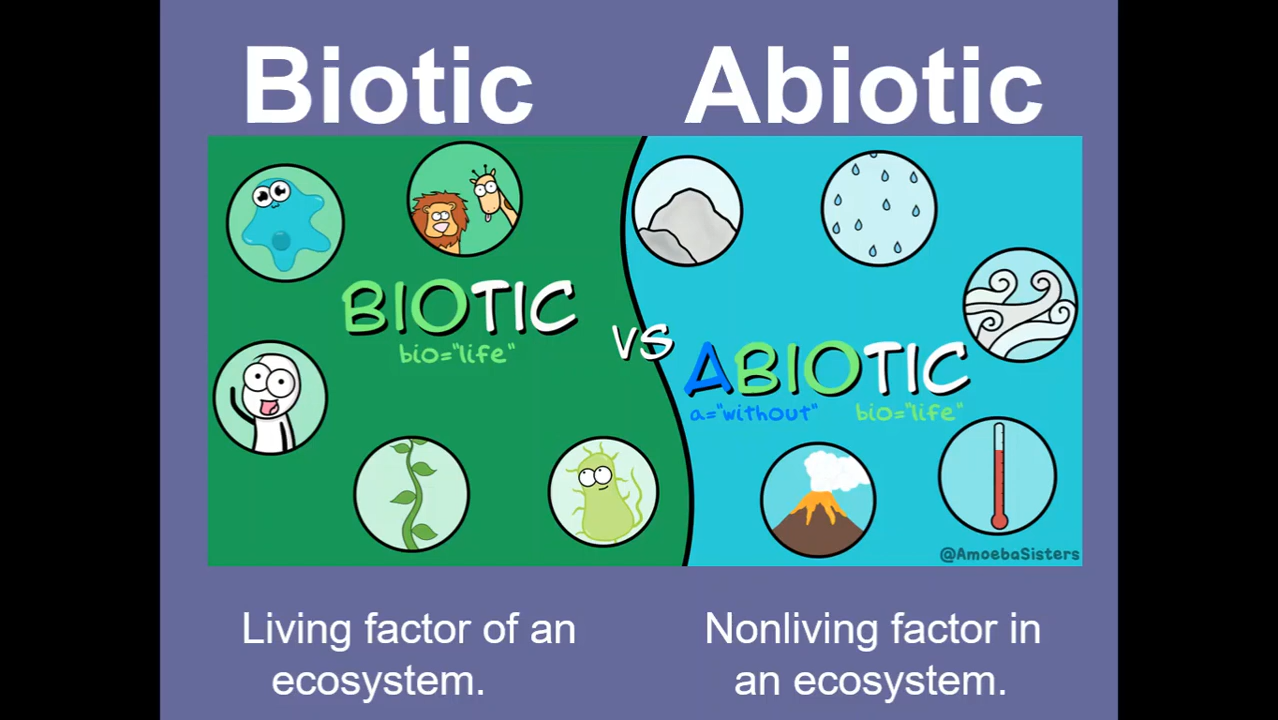 Biotic
Abiotic
BIOTIC
bio="life"
VS
ABIOTIC
a="without" bio="life"
@AmoebaSisters
Living factor of an
ecosystem.
Nonliving factor in
an ecosystem.